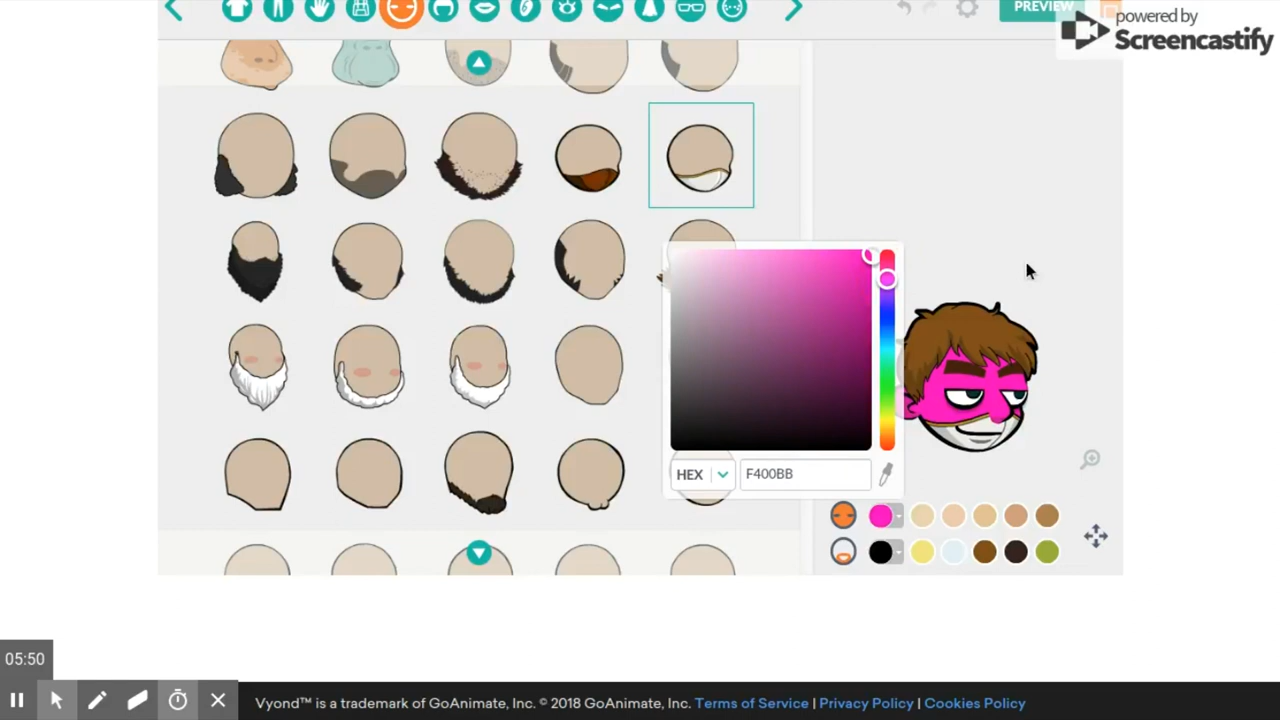 PREVIEW
powered by
Screencastify
HEX
F400BB
05:50
Vyond™ is a trademark of GoAnimate, Inc. © 2018 GoAnimate, Inc. Terms of Service | Privacy Policy | Cookies Policy